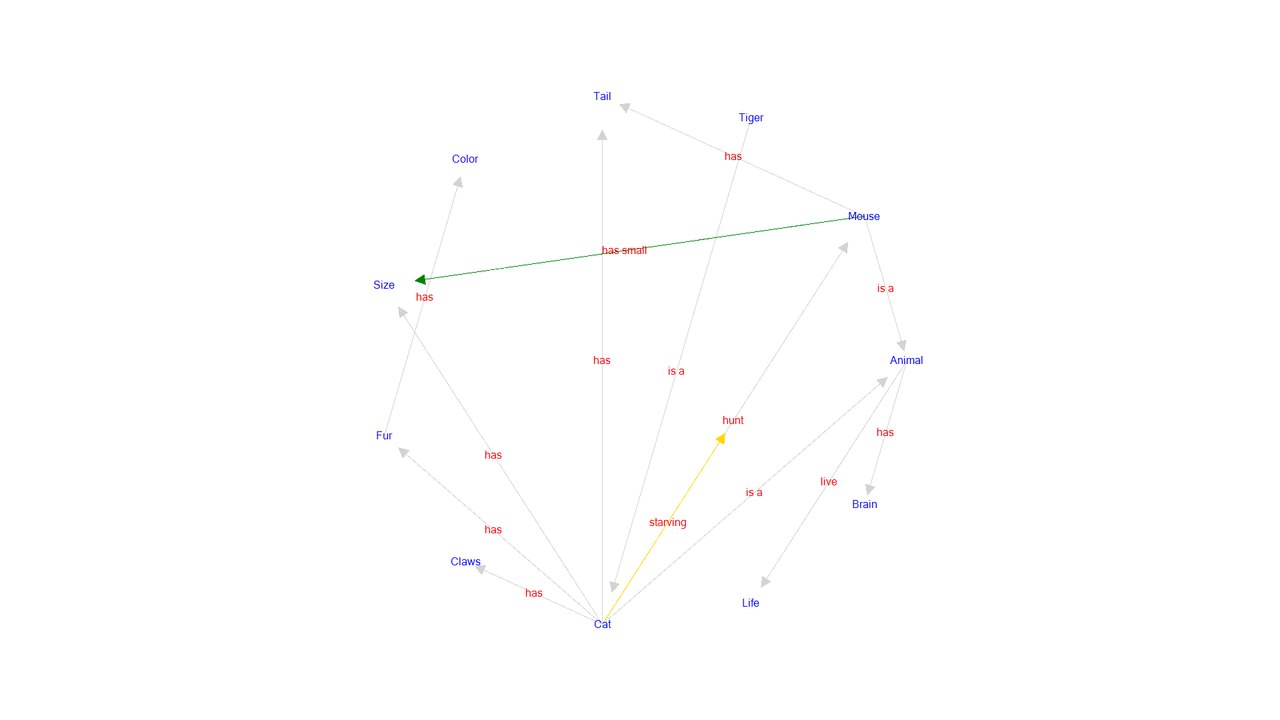 Tail
Tiger
has
Color
Mouse
has small
Size
is a
has
has
Animal
is a
hunt
Fur
has
has
live
is a
Brain
starving
has
Claws
has
Life
Cat